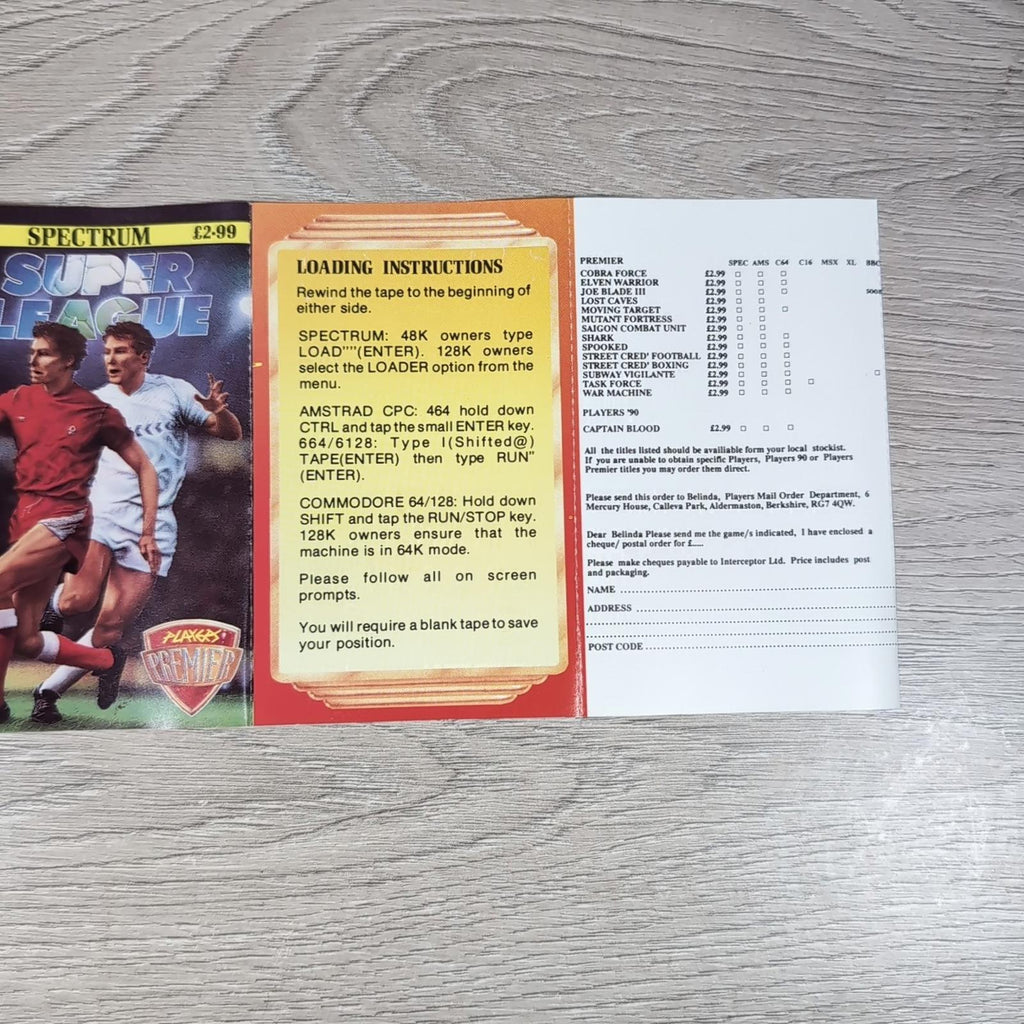 SPECTRUM £2·99
SUPER
LEAGUE
PLAYERS
PREMIER
LOADING INSTRUCTIONS
Rewind the tape to the beginning of
either side.
SPECTRUM: 48K owners type
LOAD""(ENTER). 128K owners
select the LOADER option from the
menu.
AMSTRAD CPC: 464 hold down
CTRL and tap the small ENTER key.
664/6128: Type I(Shifted@)
TAPE(ENTER) then type RUN"
(ENTER).
COMMODORE 64/128: Hold down
SHIFT and tap the RUN/STOP key.
128K owners ensure that the
machine is in 64K mode.
Please follow all on screen
prompts.
You will require a blank tape to save
your position.
PREMIER SPEC AMS C64 C16 MSX XL BBC
COBRA FORCE £2.99
ELVEN WARRIOR £2.99
JOE BLADE III £2.99
LOST CAVES £2.99
MOVING TARGET £2.99
MUTANT FORTRESS £2.99
SAIGON COMBAT UNIT £2.99
SHARK £2.99
SPOOKED £2.99
STREET CRED' FOOTBALL £2.99
STREET CRED' BOXING £2.99
SUBWAY VIGILANTE £2.99
TASK FORCE £2.99
WAR MACHINE £2.99
PLAYERS '90
CAPTAIN BLOOD £2.99
All the titles listed should be availiable form your local stockist.
If you are unable to obtain specific Players, Players 90 or Players
Premier titles you may order them direct.
Please send this order to Belinda, Players Mail Order Department, 6
Mercury House, Calleva Park, Aldermaston, Berkshire, RG7 4QW.
Dear Belinda Please send me the game/s indicated, I have enclosed a
cheque/ postal order for £.....
Please make cheques payable to Interceptor Ltd. Price includes post
and packaging.
NAME
ADDRESS
POST CODE